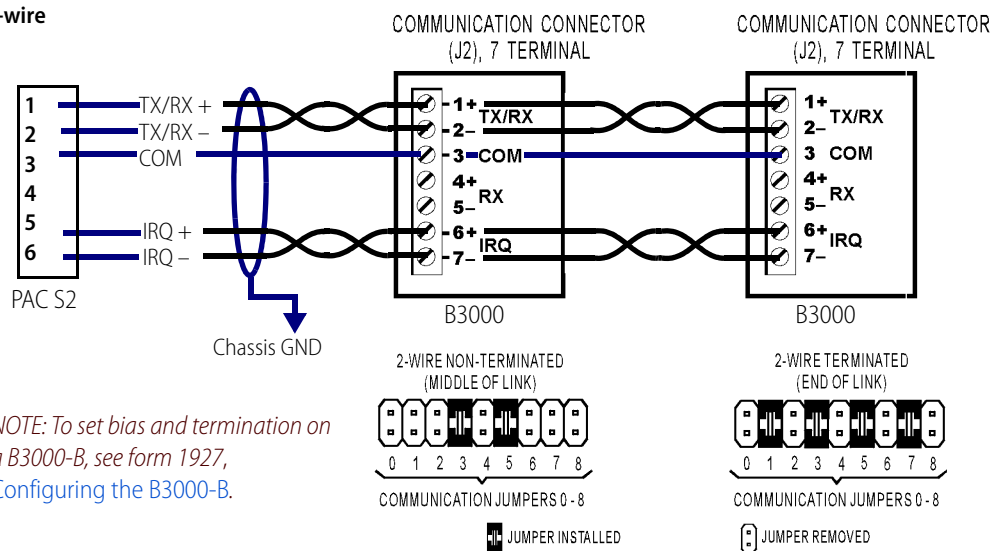 -wire
COMMUNICATION CONNECTOR
(J2), 7 TERMINAL
COMMUNICATION CONNECTOR
(J2), 7 TERMINAL
1
2
3
4
5
6
PAC S2
TX/RX +
TX/RX –
COM
IRQ +
IRQ –
Chassis GND
1+
2–
TX/RX
3 COM
4+
5–
RX
6+
7–
IRQ
B3000
1+
2–
TX/RX
3 COM
4+
5–
RX
6+
7–
IRQ
B3000
2-WIRE NON-TERMINATED
(MIDDLE OF LINK)
0 1 2 3 4 5 6 7 8
COMMUNICATION JUMPERS 0 - 8
2-WIRE TERMINATED
(END OF LINK)
0 1 2 3 4 5 6 7 8
COMMUNICATION JUMPERS 0 - 8
JUMPER INSTALLED
JUMPER REMOVED
NOTE: To set bias and termination on
a B3000-B, see form 1927,
Configuring the B3000-B.